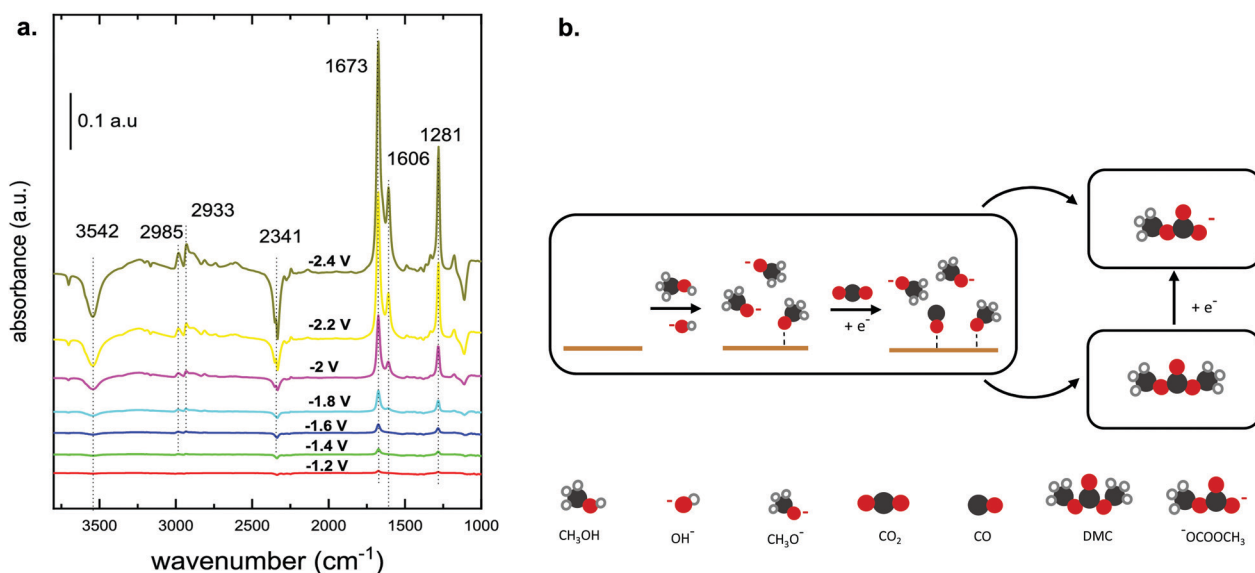 a.
b.
1673
0.1 a.u
1281
1606
2933
3542
2985
2341
-2.4 V
-2.2 V
-2 V
-1.8 V
-1.6 V
-1.4 V
-1.2 V
absorbance (a.u.)
3500 3000 2500 2000 1500 1000
wavenumber (cm⁻¹)
+ e⁻
+ e⁻
CH₃OH
OH⁻
CH₃O⁻
CO₂
CO
DMC
⁻OCOOCH₃